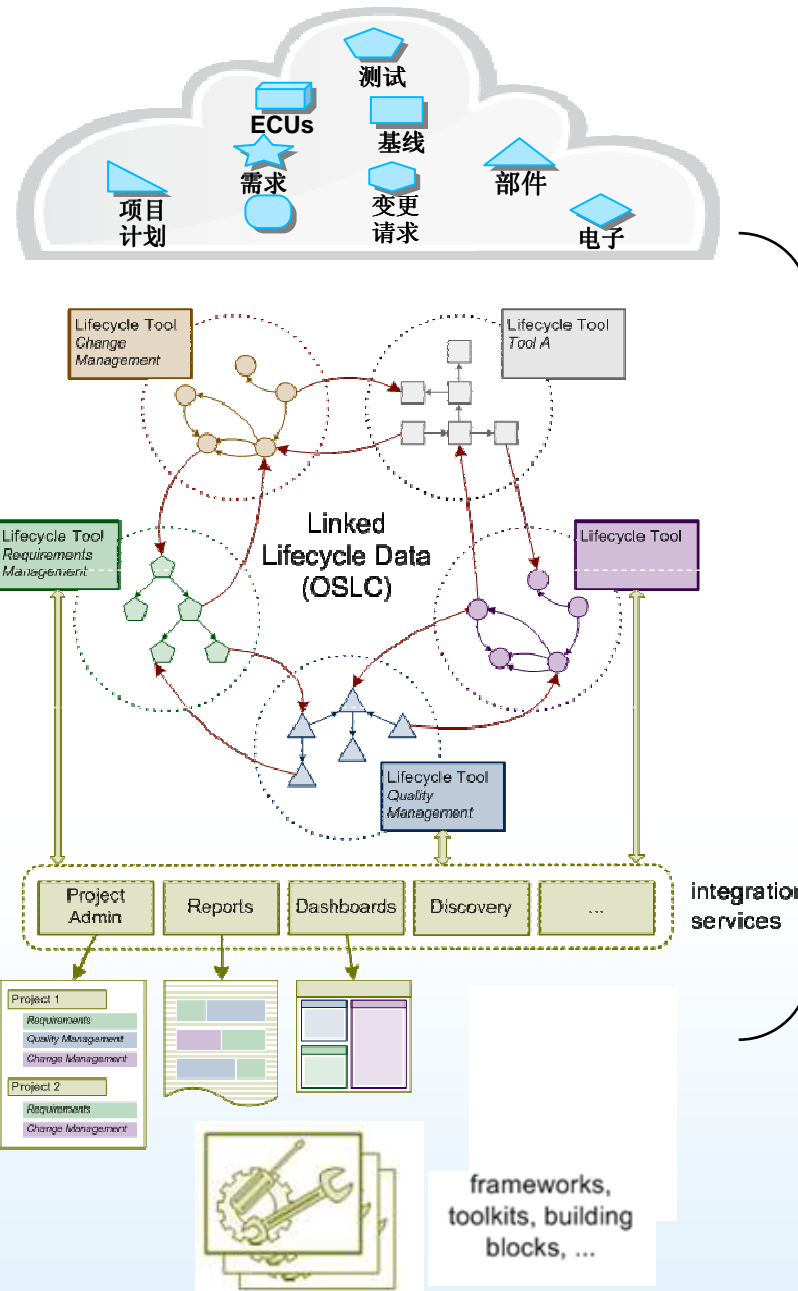 测试
ECUs
基线
需求
部件
项目
计划
变更
请求
电子
Lifecycle Tool
Change
Management
Lifecycle Tool
Tool A
Linked
Lifecycle Data
(OSLC)
Lifecycle Tool
Requirements
Management
Lifecycle Tool
Lifecycle Tool
Quality
Management
Project
Admin
Reports
Dashboards
Discovery
...
integration
services
Project 1
Requirements
Quality Management
Change Management
Project 2
Requirements
Change Management
frameworks,
toolkits, building
blocks, ...